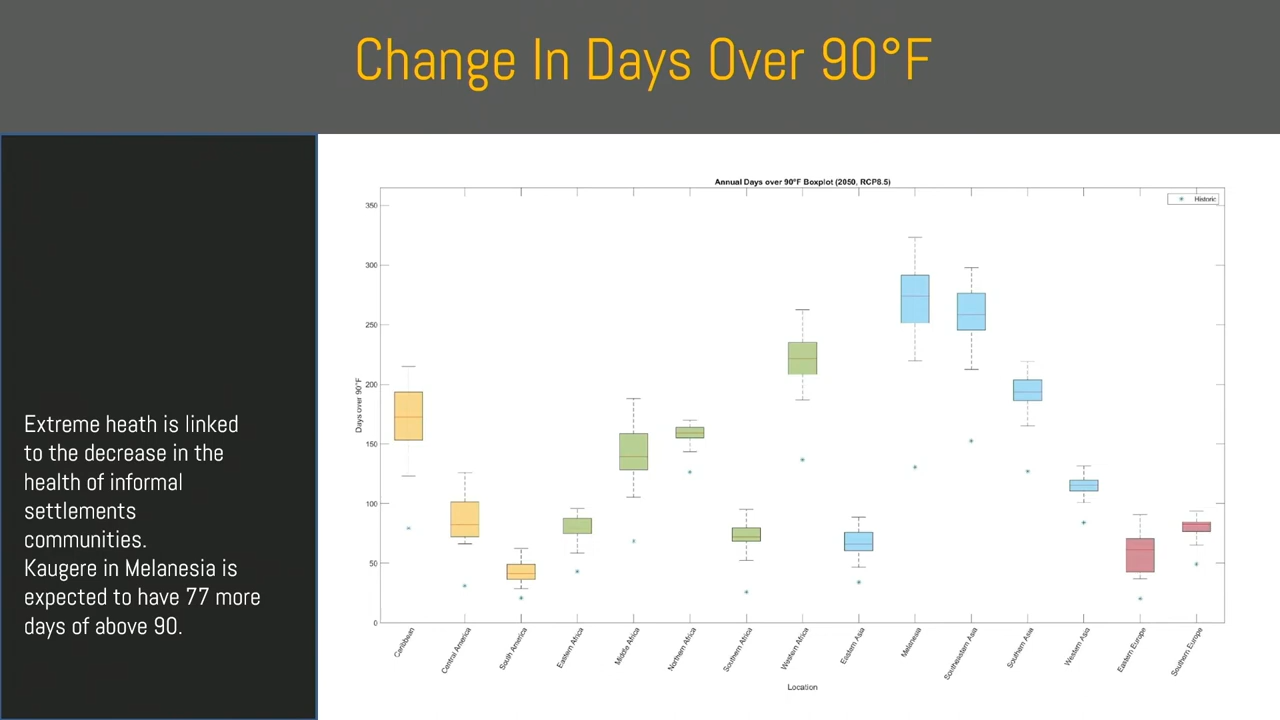 Change In Days Over 90°F
Extreme heath is linked
to the decrease in the
health of informal
settlements
communities.
Kaugere in Melanesia is
expected to have 77 more
days of above 90.
Annual Days over 90°F Boxplot (2050, RCP8.5)
Historic
350
300
250
200
150
100
50
0
Days over 90°F
Caribbean
Central America
South America
Eastern Africa
Middle Africa
Northern Africa
Southern Africa
Western Africa
Eastern Asia
Melanesia
Southeastern Asia
Southern Asia
Western Asia
Eastern Europe
Southern Europe
Location